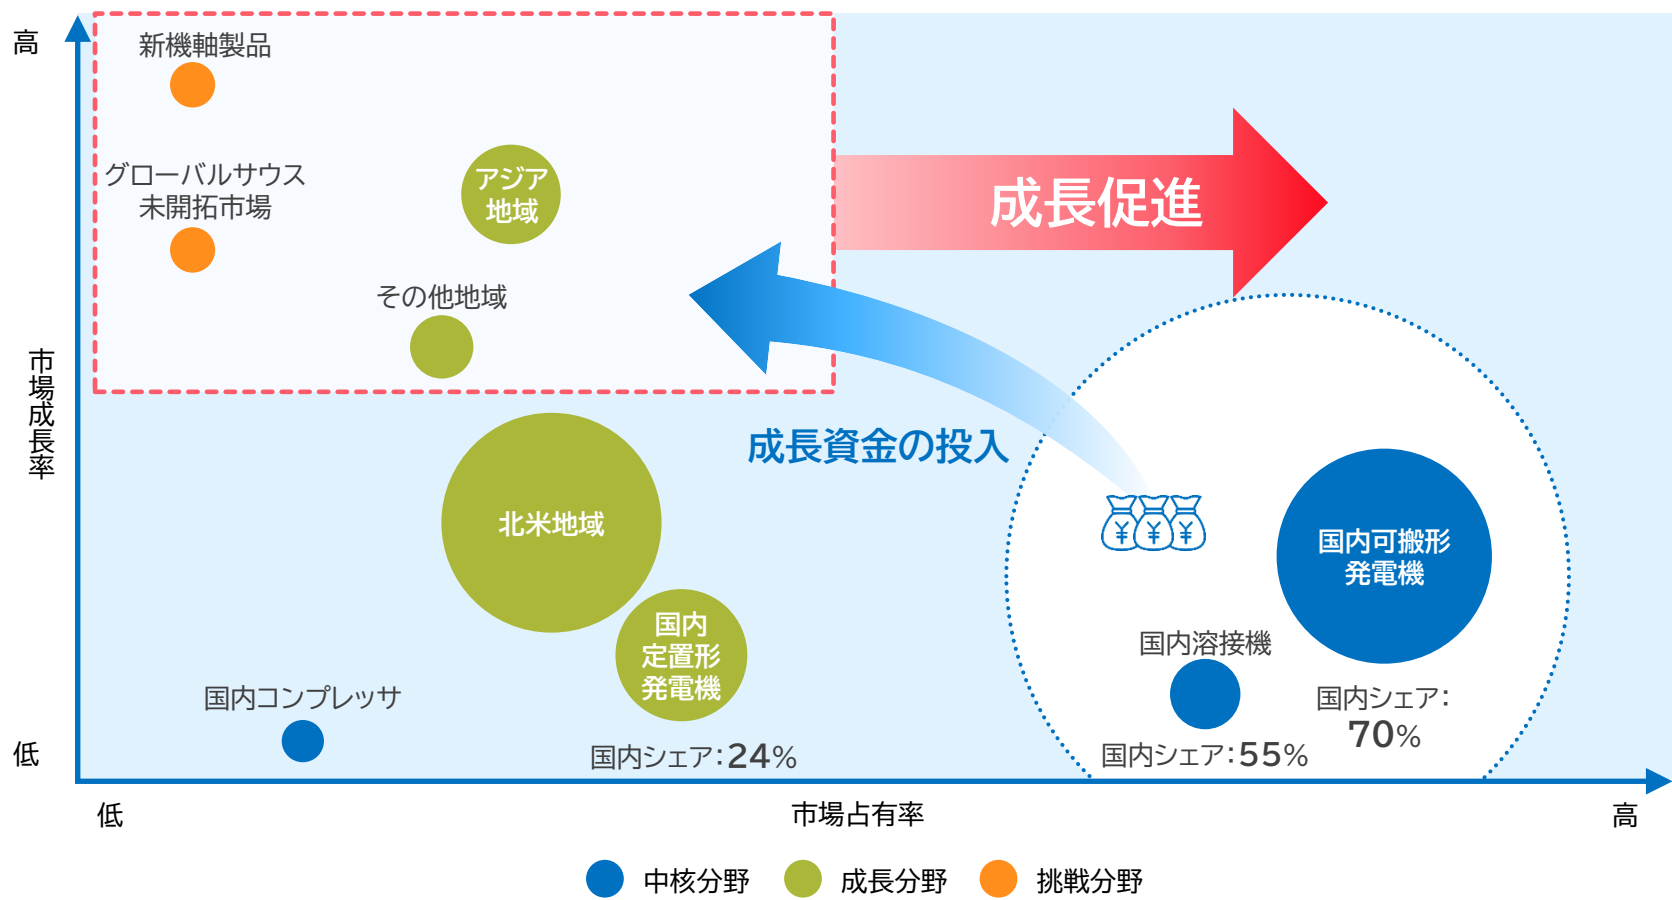 高
新機軸製品
グローバルサウス
未開拓市場
アジア
地域
その他地域
成長促進
市場成長率
成長資金の投入
北米地域
¥ ¥ ¥
国内可搬形
発電機
国内
定置形
発電機
国内溶接機
国内コンプレッサ
国内シェア：
70%
国内シェア：24%
国内シェア：55%
低
低
市場占有率
高
中核分野
成長分野
挑戦分野